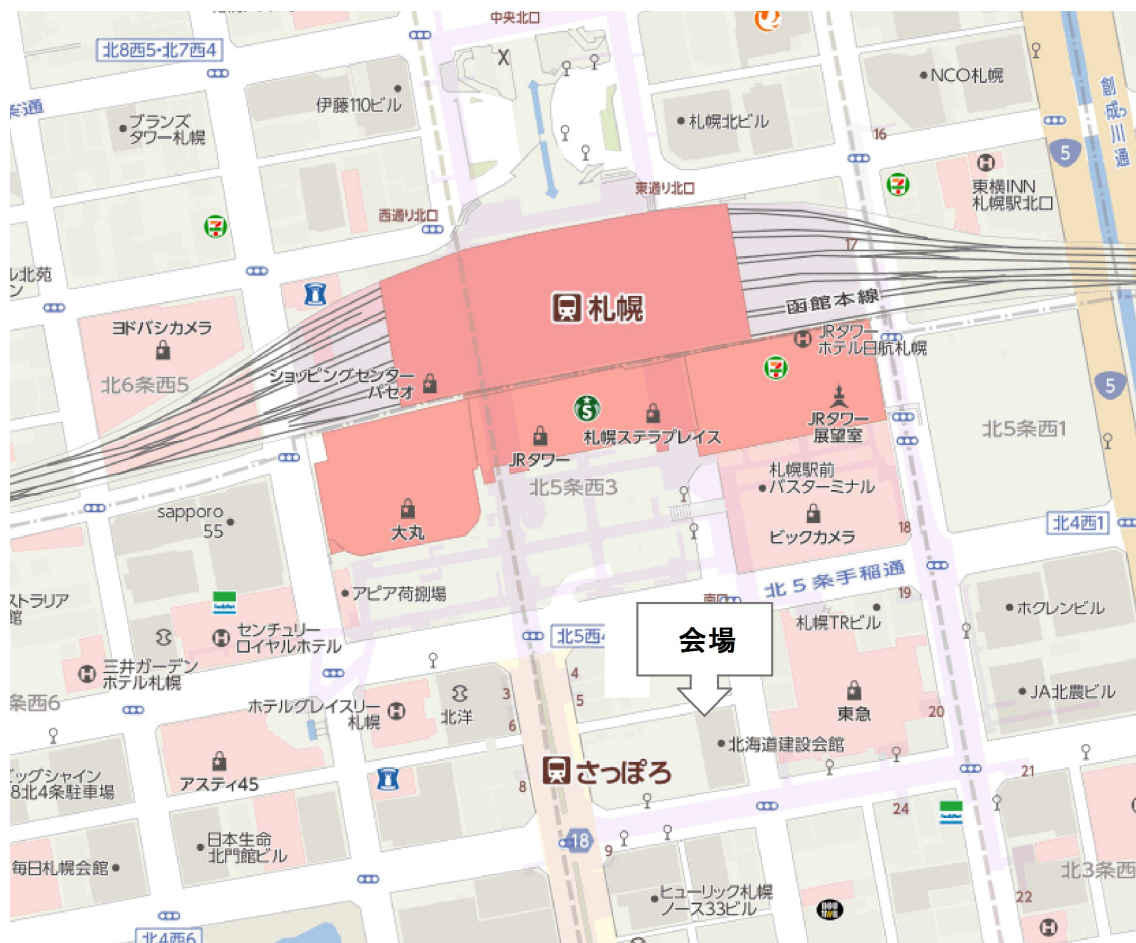 中央北口
北8西5・北7西4
NCO札幌
創成川通
伊藤110ビル
ブランズ
タワー札幌
札幌北ビル
16
5
東横INN
札幌駅北口
東通り北口
西通り北口
17
函館本線
札幌
ヨドバシカメラ
JRタワー
ホテル日航札幌
北6条西5
ショッピングセンター
パセオ
5
JRタワー
展望室
札幌ステラプレイス
北5条西1
JRタワー
札幌駅前
バスターミナル
北5条西3
sapporo
55
大丸
ビックカメラ
18
北4西1
北5条手稲通
アピア荷捌場
南口
19
FamilyMart
札幌TRビル
ホクレンビル
センチュリー
ロイヤルホテル
北5西4
会場
三井ガーデン
ホテル札幌
4
3
5
JA北農ビル
ホテルグレイスリー
札幌
北洋
6
東急
20
北海道建設会館
アスティ45
さっぽろ
8
21
24
18
日本生命
北門館ビル
9
毎日札幌会館
北3条西
ヒューリック札幌
ノース33ビル
22
北4西6